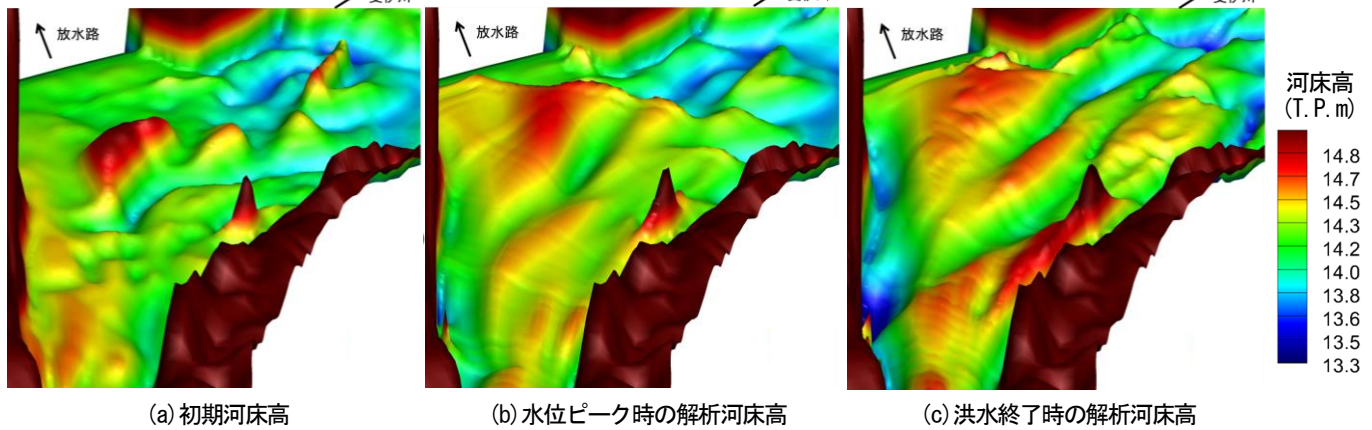 放水路
放水路
放水路
河床高
(T.P.m)
14.8
14.7
14.5
14.3
14.2
14.0
13.8
13.6
13.5
13.3
(a)初期河床高
(b)水位ピーク時の解析河床高
(c)洪水終了時の解析河床高